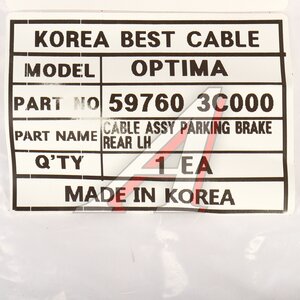 KOREA BEST CABLE
MODEL OPTIMA
PART NO 59760 3C000
PART NAME CABLE ASSY PARKING BRAKE
REAR LH
Q'TY 1 EA
MADE IN KOREA